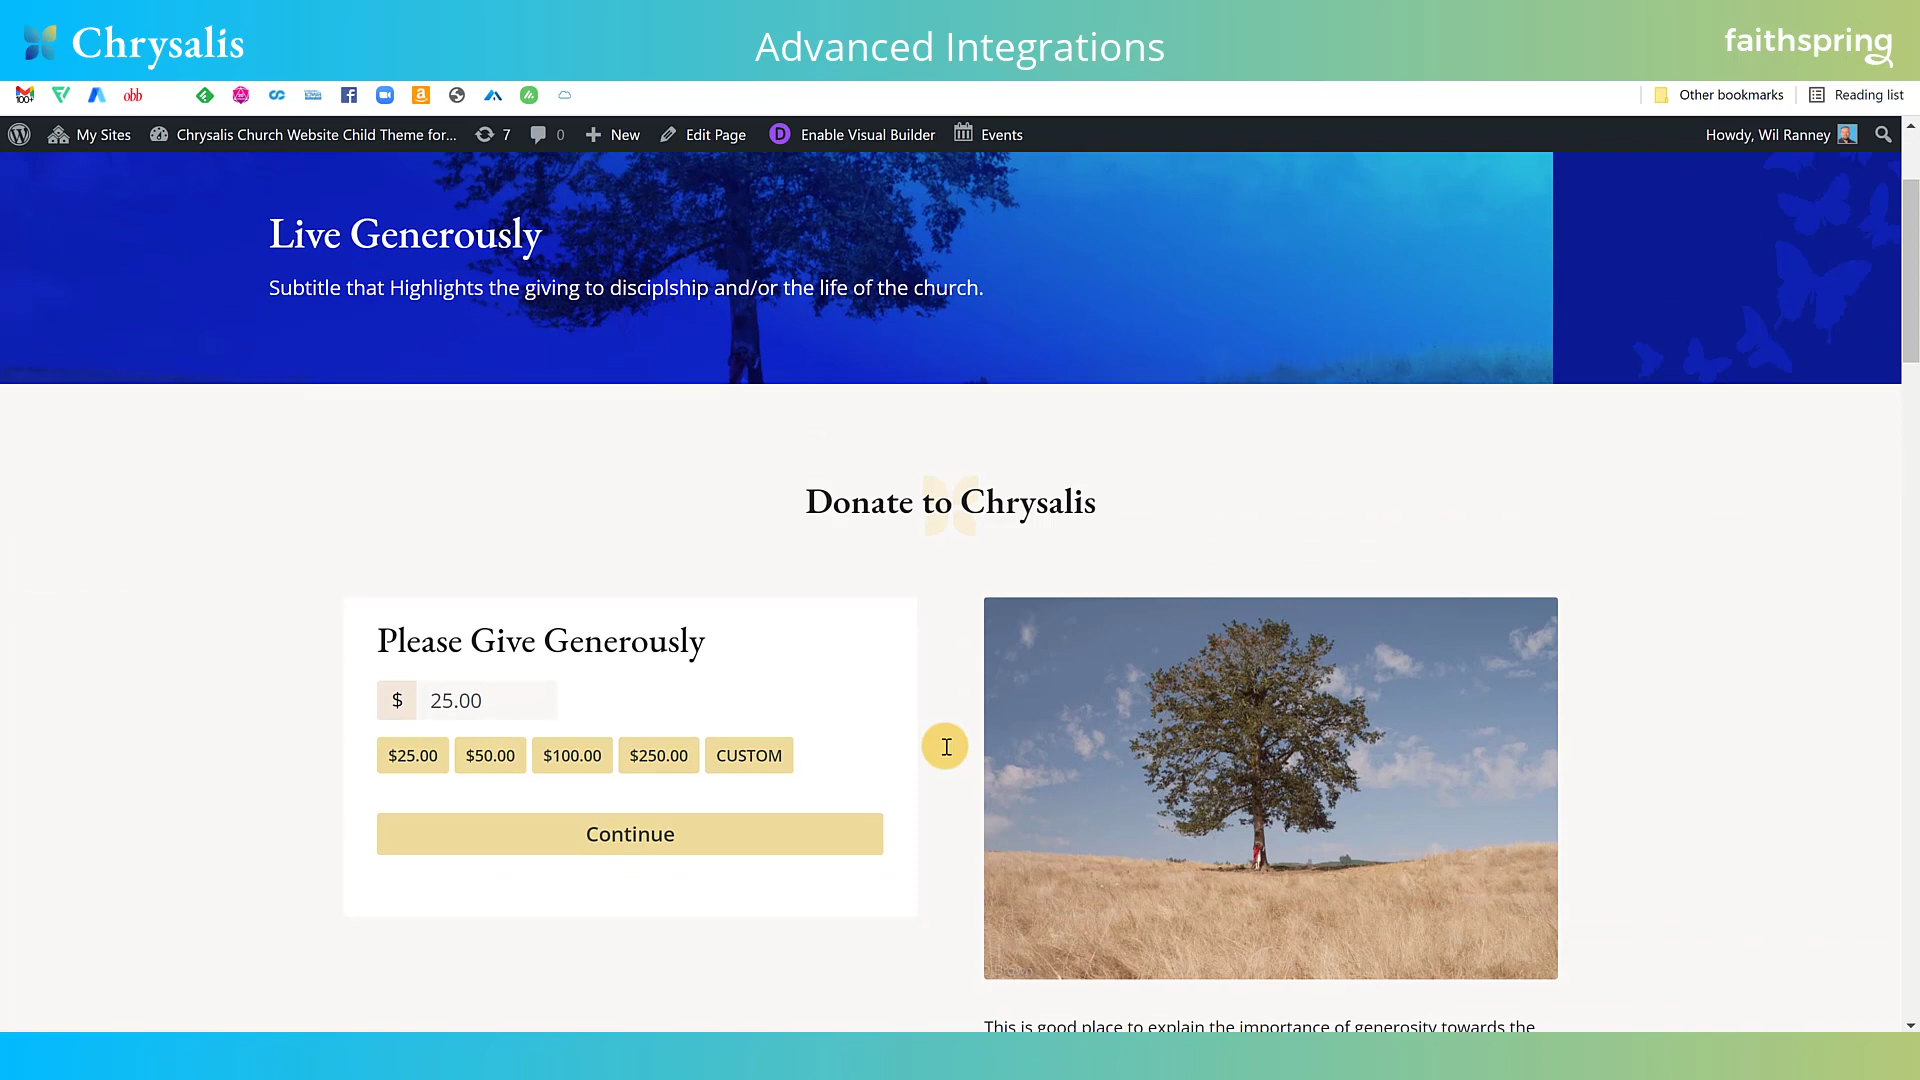 Chrysalis
Advanced Integrations
faithspring
100+
obb
Other bookmarks
Reading list
My Sites
Chrysalis Church Website Child Theme for...
7
0
New
Edit Page
D
Enable Visual Builder
Events
Howdy, Wil Ranney
Live Generously
Subtitle that Highlights the giving to disciplship and/or the life of the church.
Donate to Chrysalis
Please Give Generously
$ 25.00
$25.00 $50.00 $100.00 $250.00 CUSTOM
Continue
This is good place to explain the importance of generosity towards the